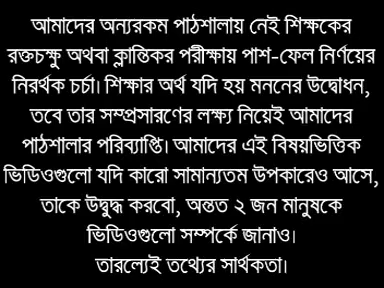 আমাদের অন্যরকম পাঠশালায় নেই শিক্ষকের
রক্তচক্ষু অথবা ক্লান্তিকর পরীক্ষায় পাশ-ফেল নির্ণয়ের
নিরর্থক চর্চা। শিক্ষার অর্থ যদি হয় মননের উদ্বোধন,
তবে তার সম্প্রসারণের লক্ষ্য নিয়েই আমাদের
পাঠশালার পরিব্যাপ্তি। আমাদের এই বিষয়ভিত্তিক
ভিডিওগুলো যদি কারো সামান্যতম উপকারেও আসে,
তাকে উদ্বুদ্ধ করবো, অন্তত ২ জন মানুষকে
ভিডিওগুলো সম্পর্কে জানাও।
তারল্যেই তথ্যের সার্থকতা।